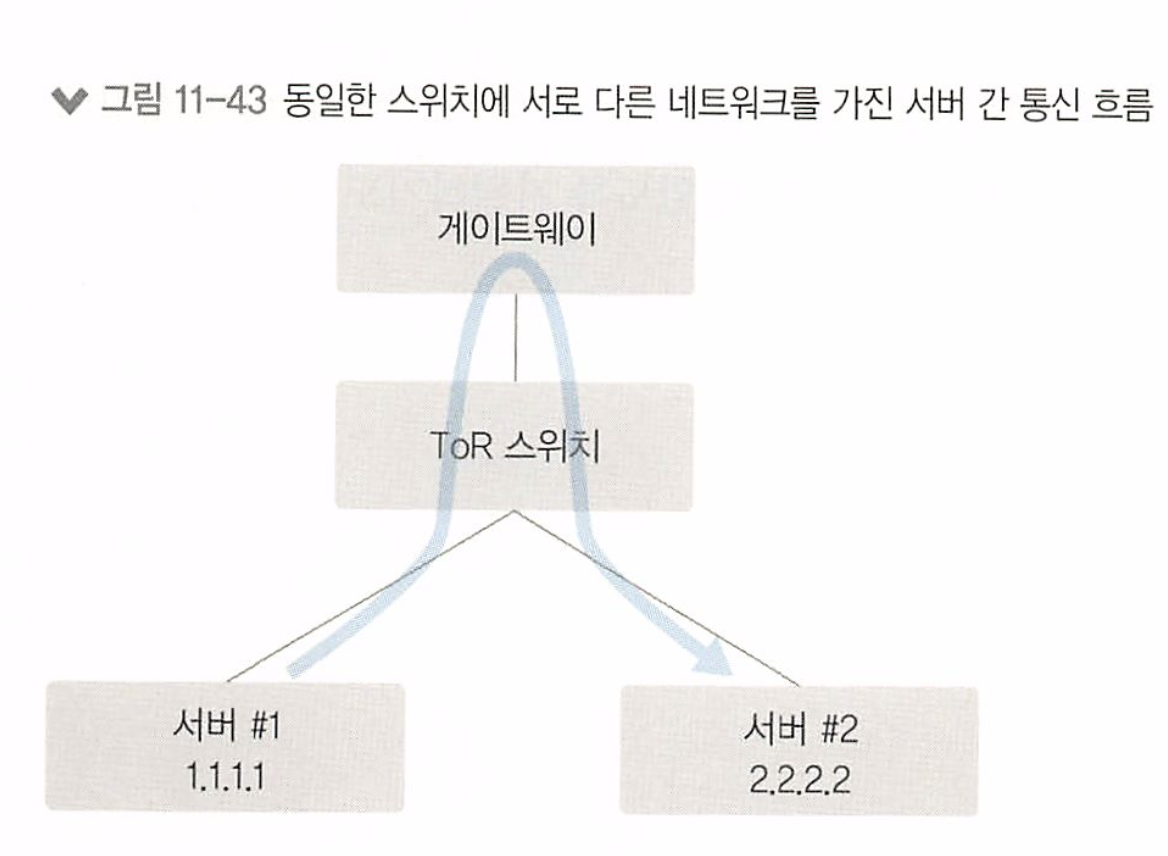 그림 11-43 동일한 스위치에 서로 다른 네트워크를 가진 서버 간 통신 흐름
게이트웨이
ToR 스위치
서버 #1
1.1.1.1
서버 #2
2.2.2.2